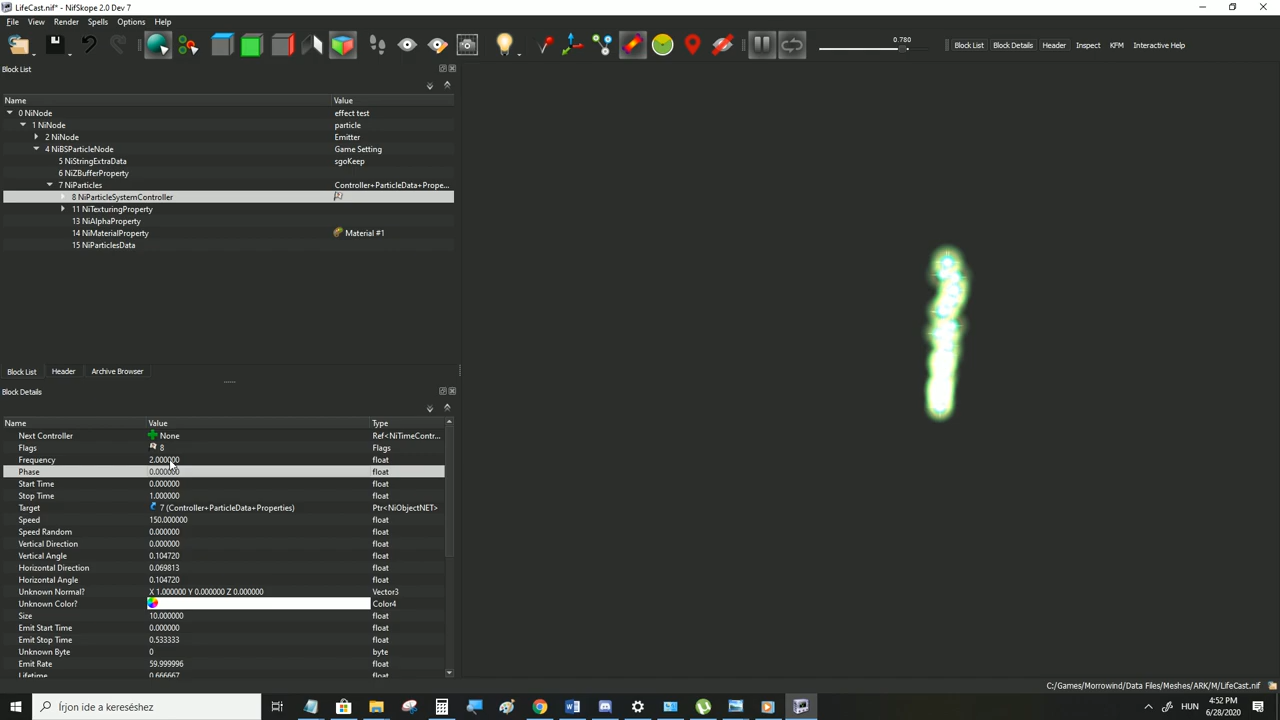 LifeCast.nif* - NifSkope 2.0 Dev 7
File View Render Spells Options Help
0.780
Block List Block Details Header Inspect KFM Interactive Help
Block List
Name Value
0 NiNode effect test
1 NiNode particle
2 NiNode Emitter
4 NiBSParticleNode Game Setting
5 NiStringExtraData sgoKeep
6 NiZBufferProperty
7 NiParticles Controller+ParticleData+Prope...
8 NiParticleSystemController
11 NiTexturingProperty
13 NiAlphaProperty
14 NiMaterialProperty Material #1
15 NiParticlesData
Block List Header Archive Browser
Block Details
Name Value Type
Next Controller None Ref<NiTimeContr...
Flags 8 Flags
Frequency 2.000000 float
Phase 0.000000 float
Start Time 0.000000 float
Stop Time 1.000000 float
Target 7 (Controller+ParticleData+Properties) Ptr<NiObjectNET>
Speed 150.000000 float
Speed Random 0.000000 float
Vertical Direction 0.000000 float
Vertical Angle 0.104720 float
Horizontal Direction 0.069813 float
Horizontal Angle 0.104720 float
Unknown Normal? X 1.000000 Y 0.000000 Z 0.000000 Vector3
Unknown Color? Color4
Size 10.000000 float
Emit Start Time 0.000000 float
Emit Stop Time 0.533333 float
Unknown Byte 0 byte
Emit Rate 59.999996 float
Lifetime 0.666667 float
C:/Games/Morrowind/Data Files/Meshes/ARK/M/LifeCast.nif
Írjon ide a kereséshez
HUN
4:52 PM
6/28/2020